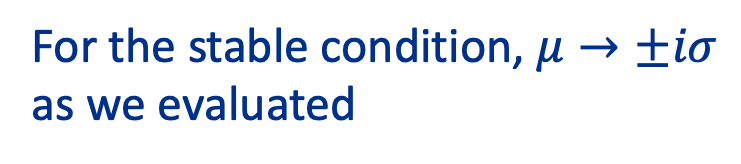 For the stable condition, 𝜇 → ±𝑖𝜎
as we evaluated